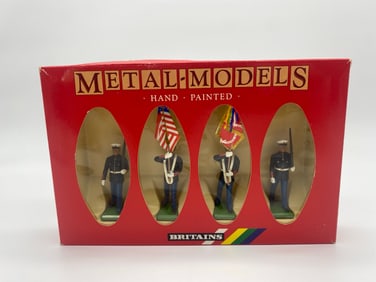 METAL·MODELS
· HAND · PAINTED ·
BRITAINS